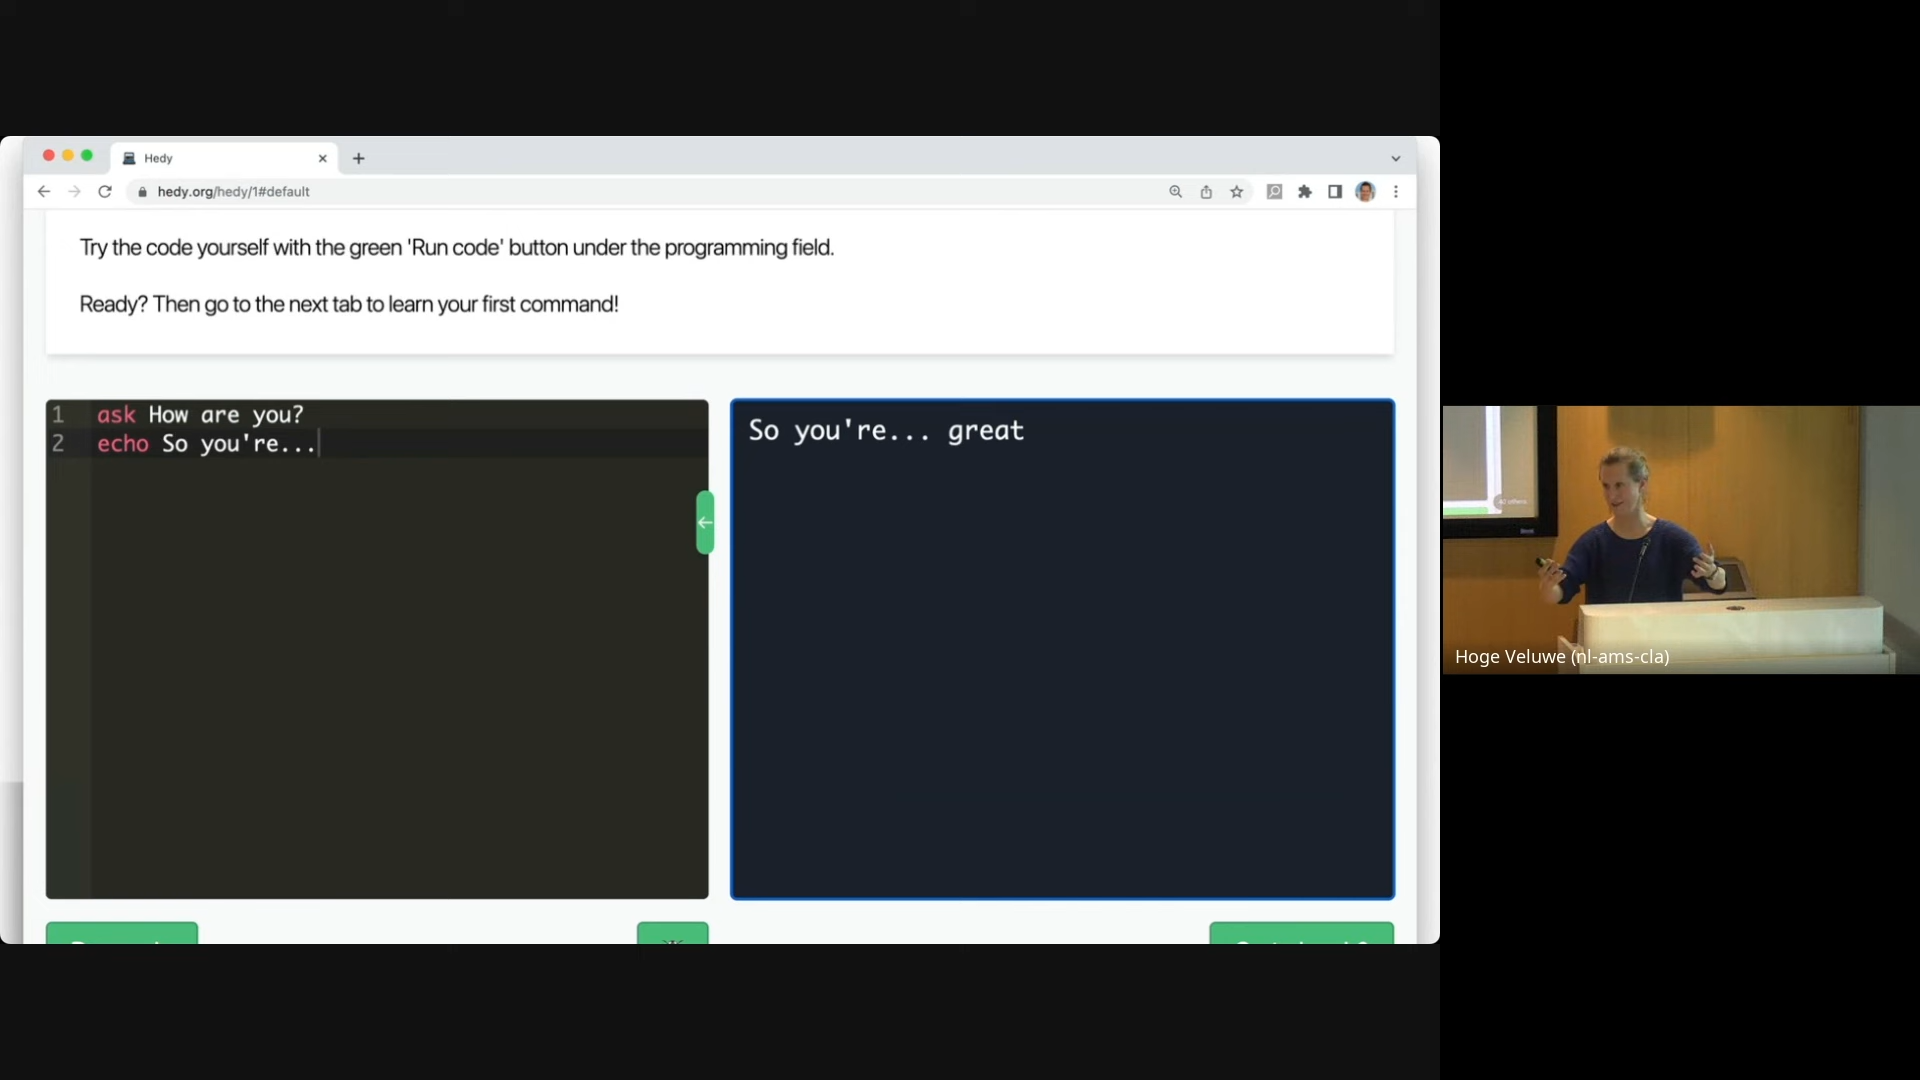 Hedy
hedy.org/hedy/1#default
Try the code yourself with the green 'Run code' button under the programming field.
Ready? Then go to the next tab to learn your first command!
1 ask How are you?
2 echo So you're...
So you're... great
Hoge Veluwe (nl-ams-cla)